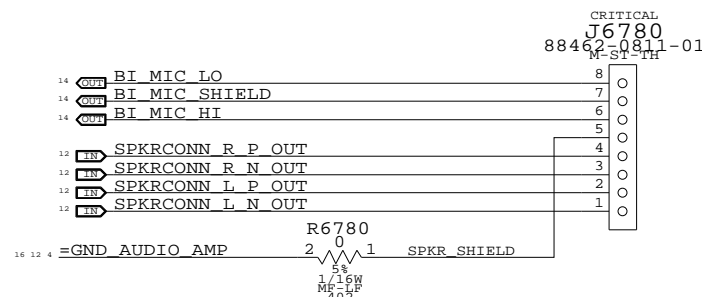 CRITICAL
J6780
88462-0811-01
M-ST-TH
14 OUT BI_MIC_LO 8
14 OUT BI_MIC_SHIELD 7
14 OUT BI_MIC_HI 6
5
12 IN SPKRCONN_R_P_OUT 4
12 IN SPKRCONN_R_N_OUT 3
12 IN SPKRCONN_L_P_OUT 2
12 IN SPKRCONN_L_N_OUT 1
R6780
0
16 12 4 =GND_AUDIO_AMP 2 1 SPKR_SHIELD
5%
1/16W
MF-LF
402